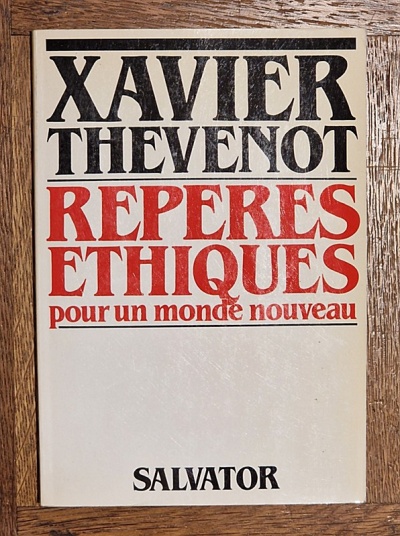 XAVIER
THEVENOT
REPERES
ETHIQUES
pour un monde nouveau
SALVATOR